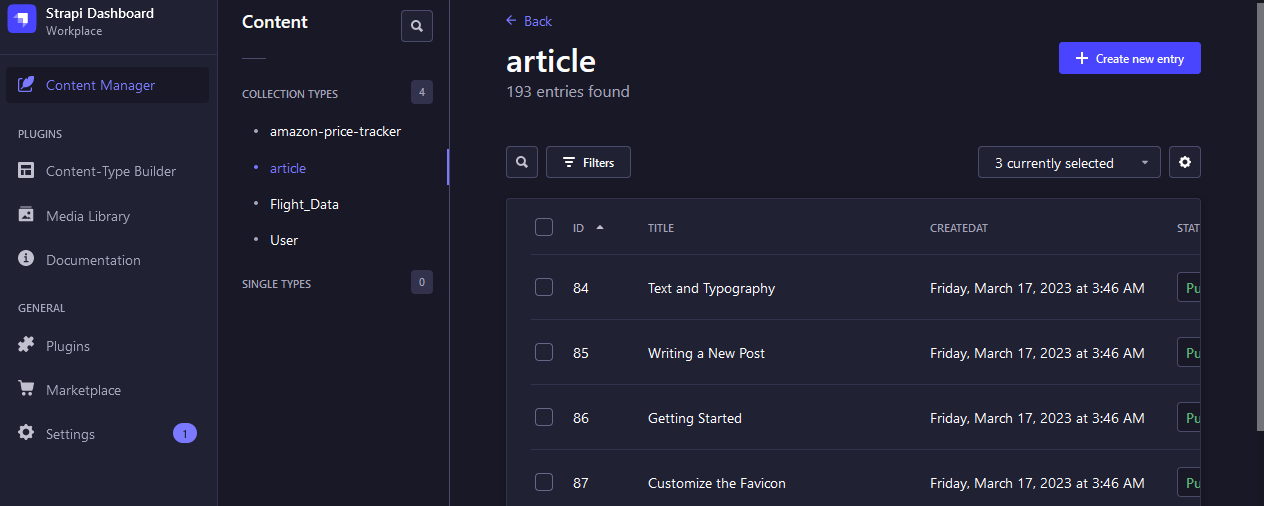 Strapi Dashboard
Workplace
Content Manager
PLUGINS
Content-Type Builder
Media Library
Documentation
GENERAL
Plugins
Marketplace
Settings
1
Content
COLLECTION TYPES
4
amazon-price-tracker
article
Flight_Data
User
SINGLE TYPES
0
Back
article
193 entries found
Create new entry
Filters
3 currently selected
ID TITLE CREATEDAT STAT
84 Text and Typography Friday, March 17, 2023 at 3:46 AM Pu
85 Writing a New Post Friday, March 17, 2023 at 3:46 AM Pu
86 Getting Started Friday, March 17, 2023 at 3:46 AM Pu
87 Customize the Favicon Friday, March 17, 2023 at 3:46 AM Pu